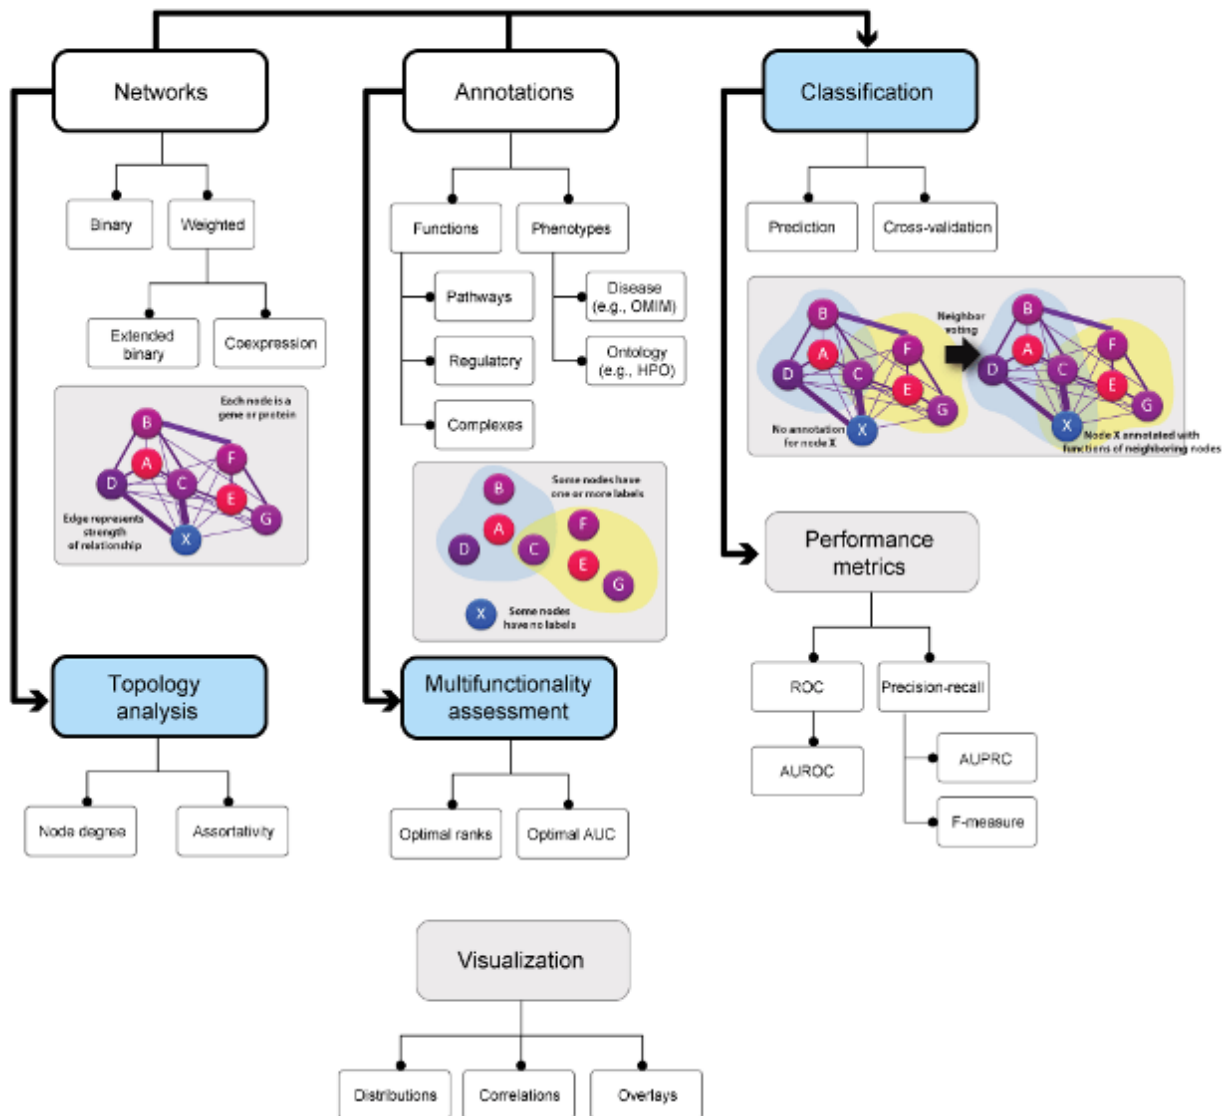 Networks
Annotations
Classification
Binary
Weighted
Extended
binary
Coexpression
Each node is a
gene or protein
B
A
F
D
C
E
G
X
Edge represents
strength
of relationship
Topology
analysis
Node degree
Assortativity
Functions
Phenotypes
Pathways
Regulatory
Complexes
Disease
(e.g., OMIM)
Ontology
(e.g., HPO)
Some nodes have
one or more labels
B
A
F
D
C
E
G
X
Some nodes
have no labels
Multifunctionality
assessment
Optimal ranks
Optimal AUC
Prediction
Cross-validation
B
A
F
D
C
E
G
X
No annotation
for node X
Neighbor
voting
B
A
F
D
C
E
G
X
Node X annotated with
functions of neighboring nodes
Performance
metrics
ROC
Precision-recall
AUROC
AUPRC
F-measure
Visualization
Distributions
Correlations
Overlays